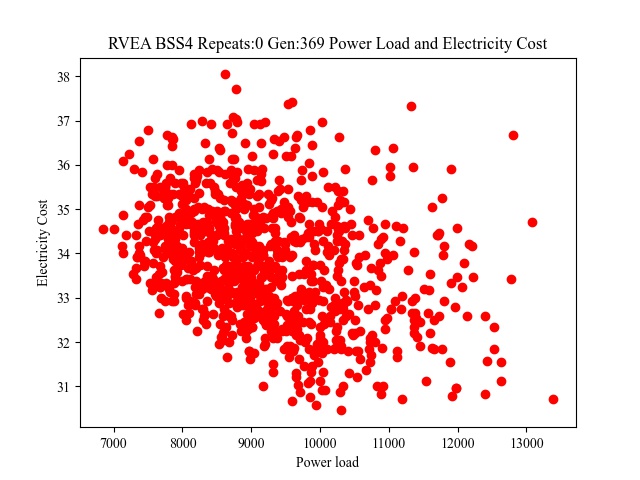 RVEA BSS4 Repeats:0 Gen:369 Power Load and Electricity Cost
38
37
36
35
34
33
32
31
Electricity Cost
7000 8000 9000 10000 11000 12000 13000
Power load